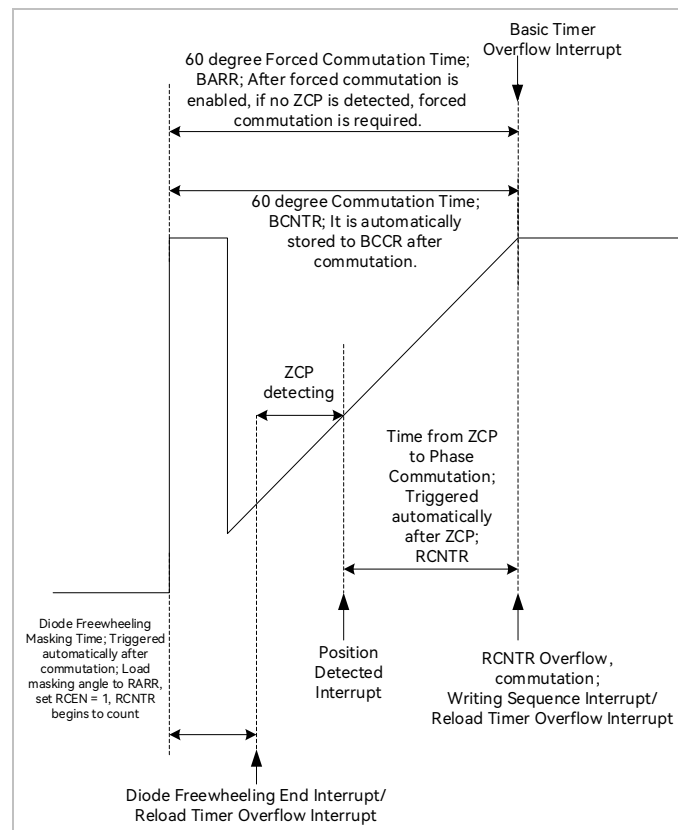 Basic Timer
Overflow Interrupt
60 degree Forced Commutation Time;
BARR; After forced commutation is
enabled, if no ZCP is detected, forced
commutation is required.
60 degree Commutation Time;
BCNTR; It is automatically
stored to BCCR after
commutation.
ZCP
detecting
Time from ZCP
to Phase
Commutation;
Triggered
automatically
after ZCP;
RCNTR
Diode Freewheeling
Masking Time; Triggered
automatically after
commutation; Load
masking angle to RARR,
set RCEN = 1, RCNTR
begins to count
Position
Detected
Interrupt
RCNTR Overflow,
commutation;
Writing Sequence Interrupt/
Reload Timer Overflow Interrupt
Diode Freewheeling End Interrupt/
Reload Timer Overflow Interrupt